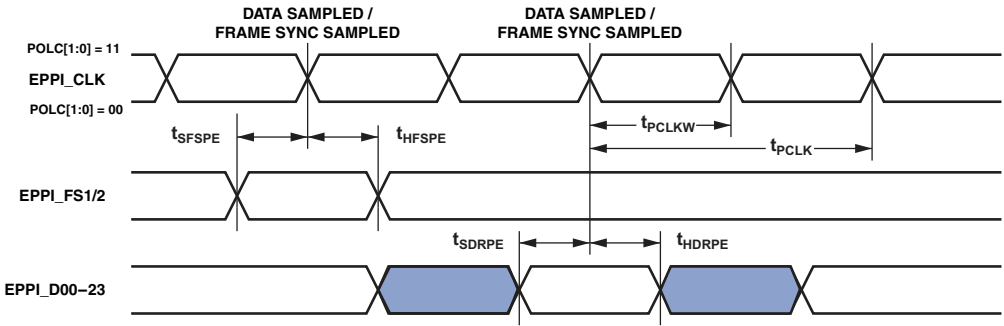 DATA SAMPLED /
FRAME SYNC SAMPLED
DATA SAMPLED /
FRAME SYNC SAMPLED
POLC[1:0] = 11
EPPI_CLK
POLC[1:0] = 00
tSFSPE
tHFSPE
tPCLKW
tPCLK
EPPI_FS1/2
tSDRPE
tHDRPE
EPPI_D00–23